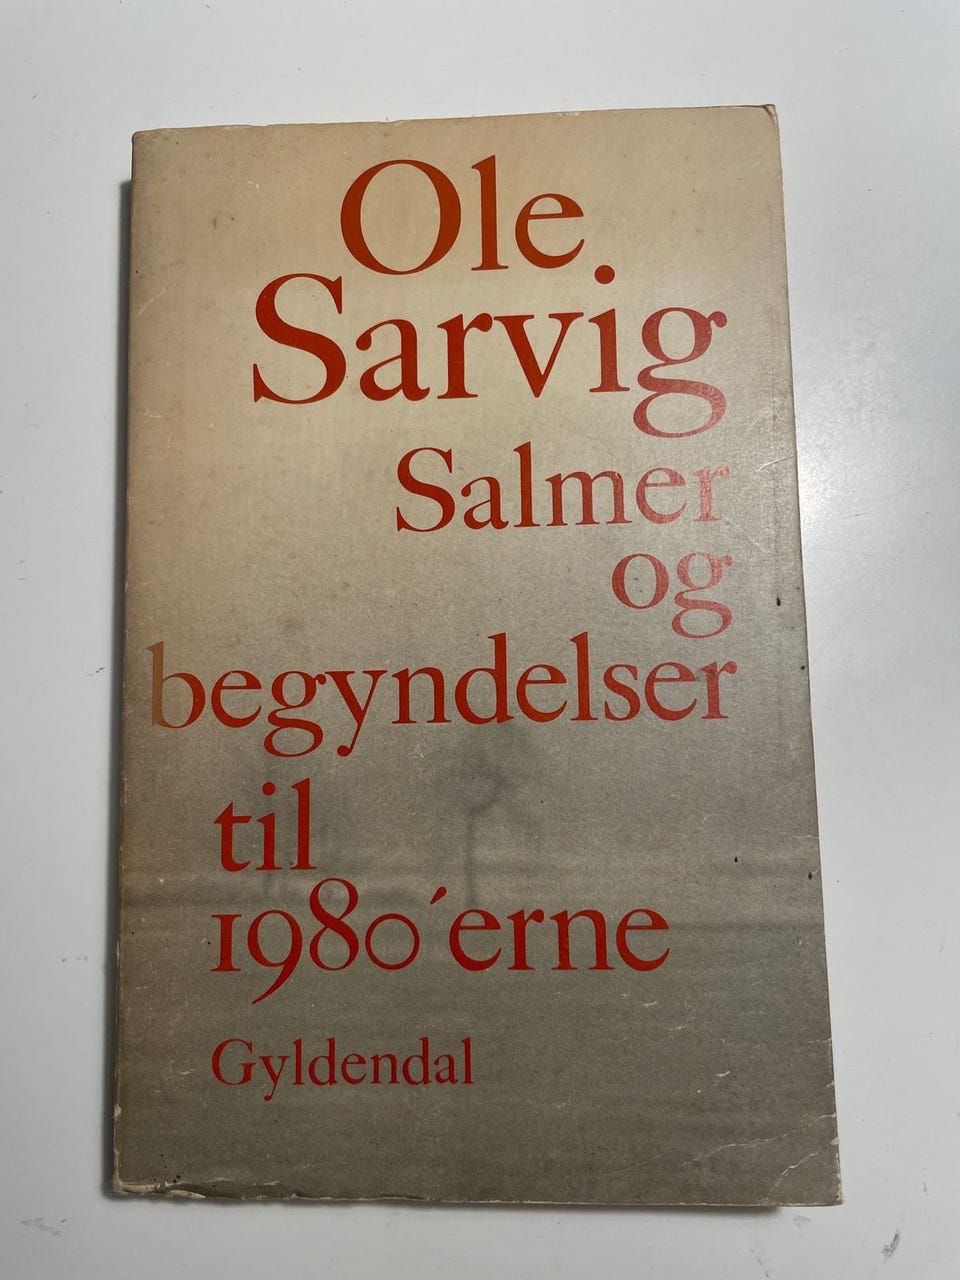 Ole
Sarvig
Salmer
og
begyndelser
til
1980´erne
Gyldendal